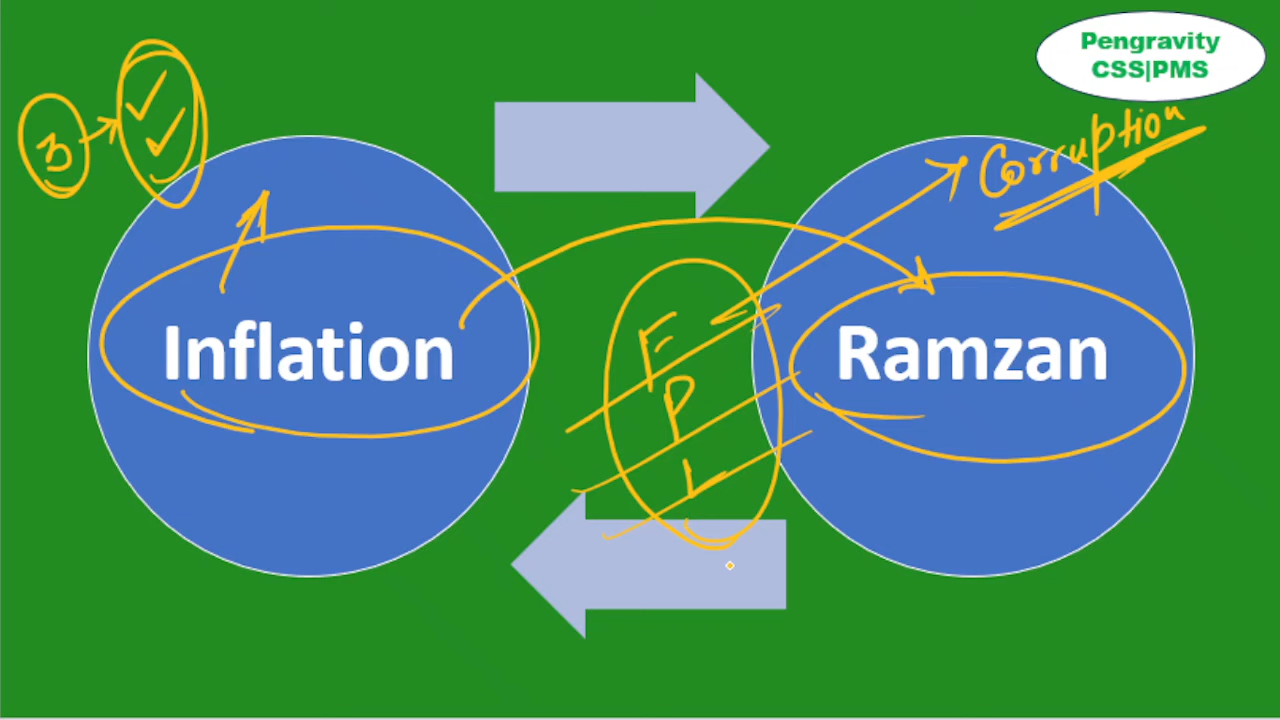 Pengravity
CSS|PMS
3
Corruption
Inflation
Ramzan
F
P
L